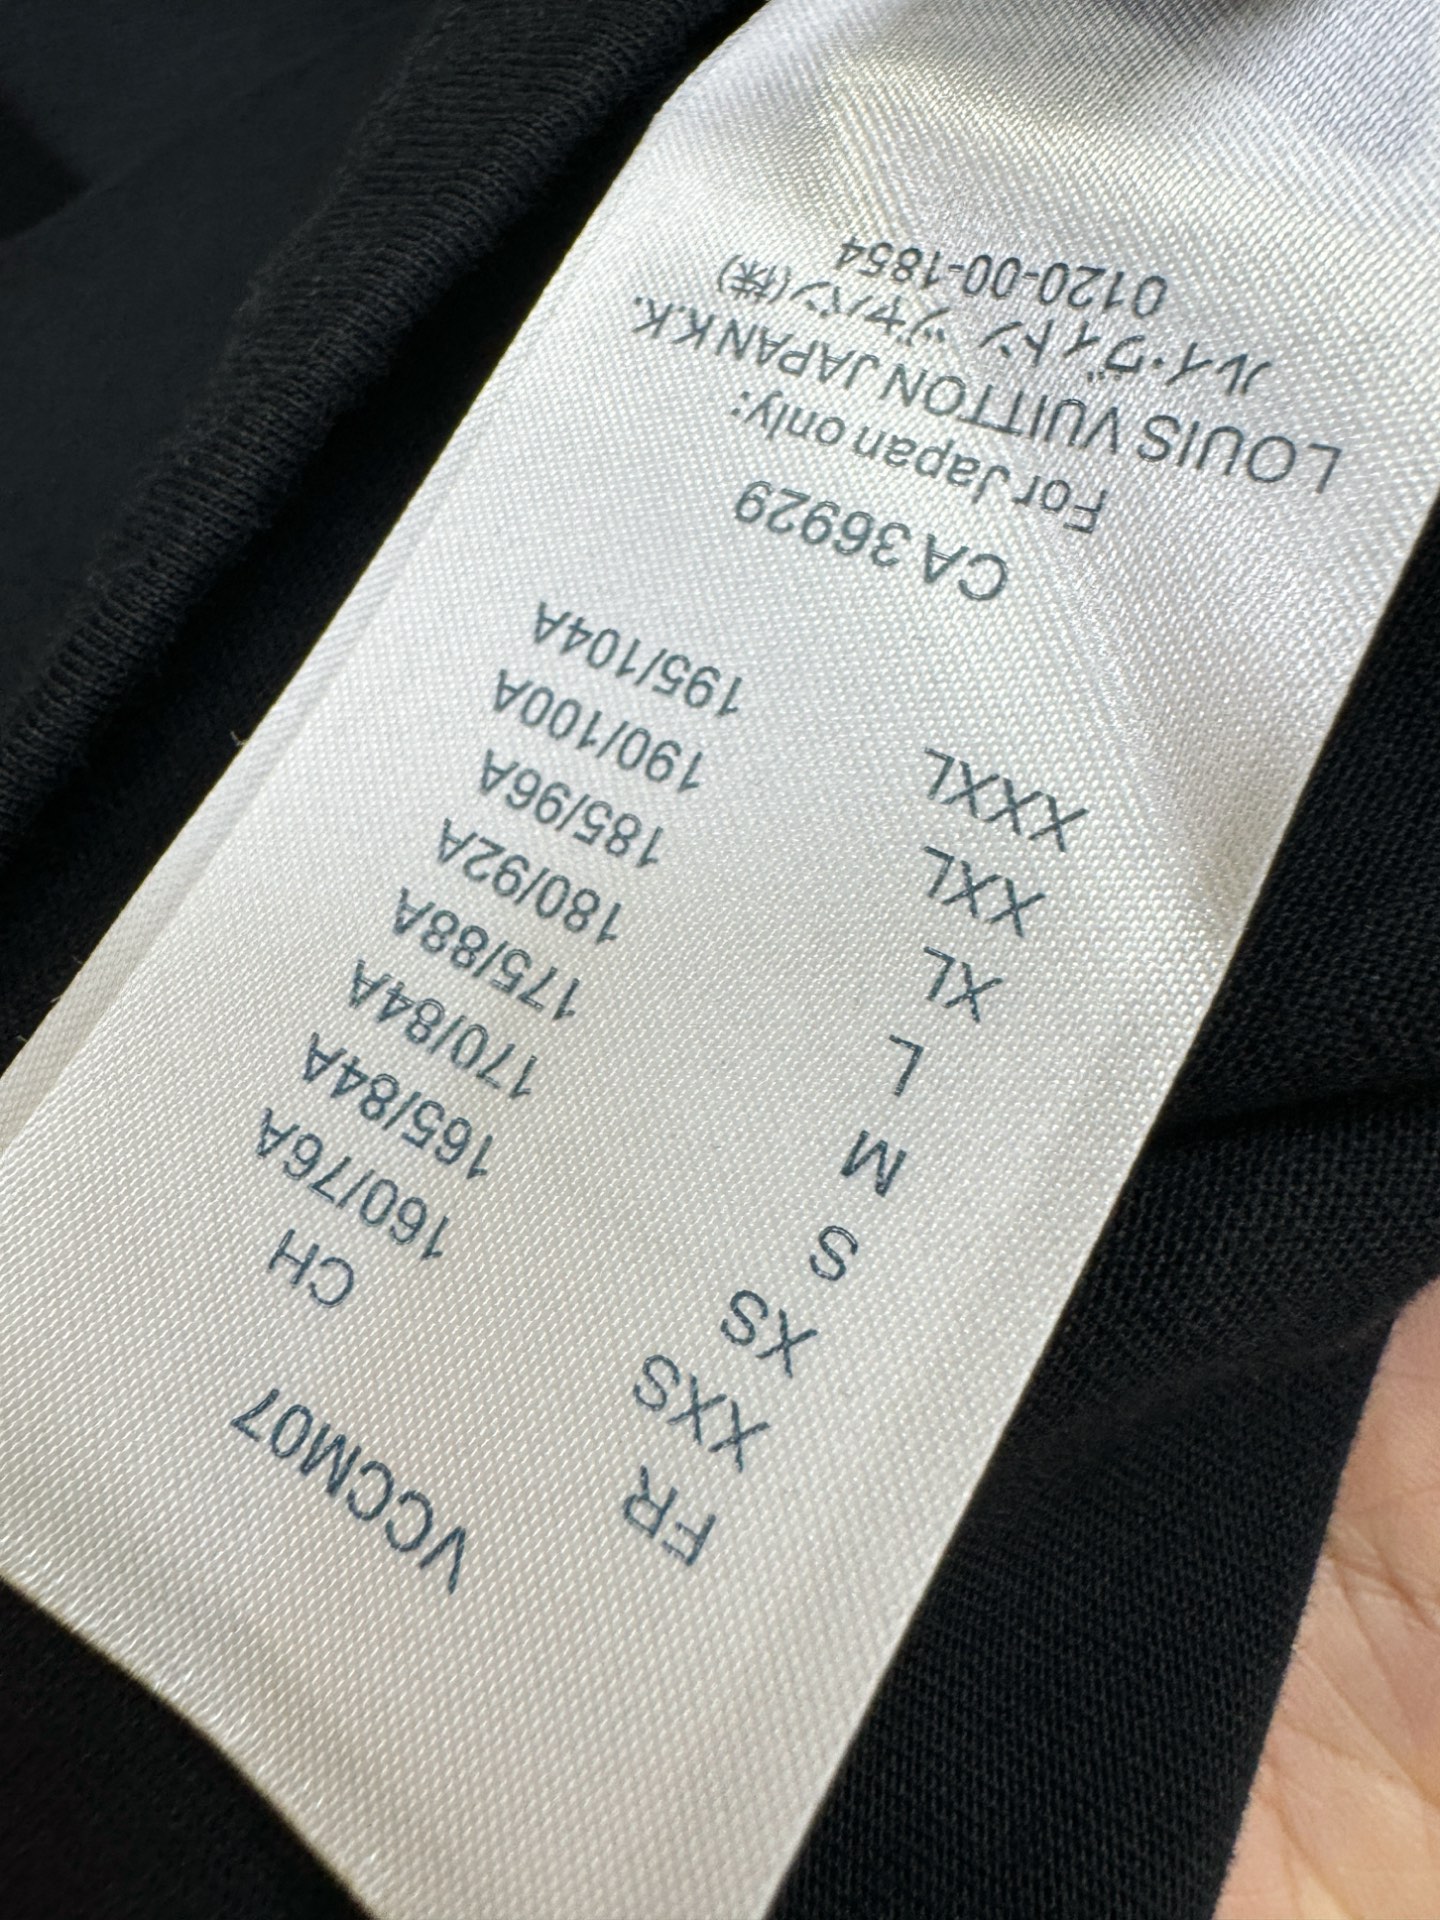 VCCM07
FR CH
XXS 160/76A
XS 165/84A
S 170/84A
M 175/88A
L 180/92A
XL 185/96A
XXL 190/100A
XXXL 195/104A
CA 36929
For Japan only:
LOUIS VUITTON JAPAN K.K.
ルイ・ヴィトン ジャパン(株)
0120-00-1854